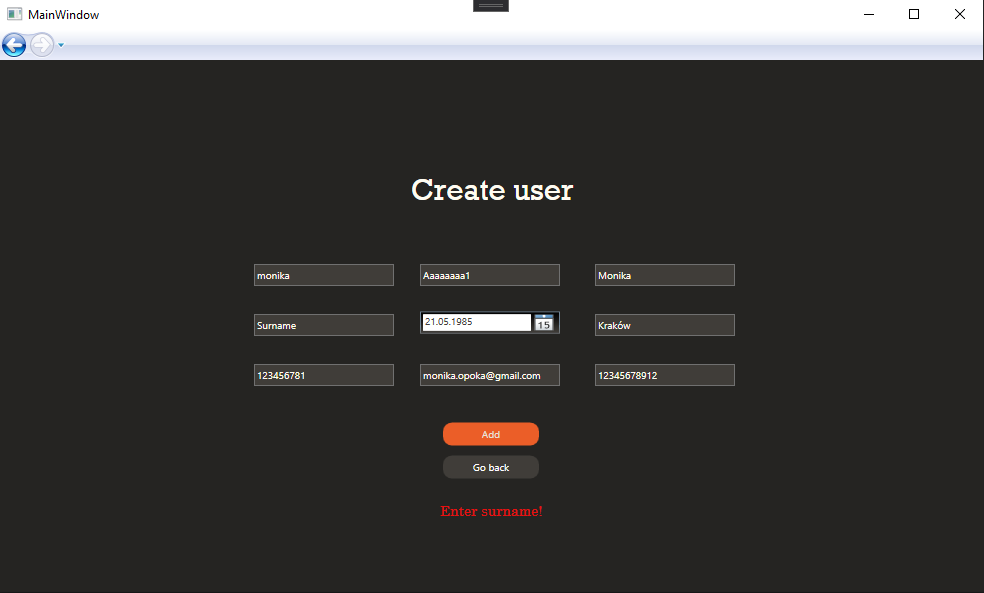 MainWindow
Create user
monika Aaaaaaaa1 Monika
Surname 21.05.1985 15 Kraków
123456781 monika.opoka@gmail.com 12345678912
Add
Go back
Enter surname!